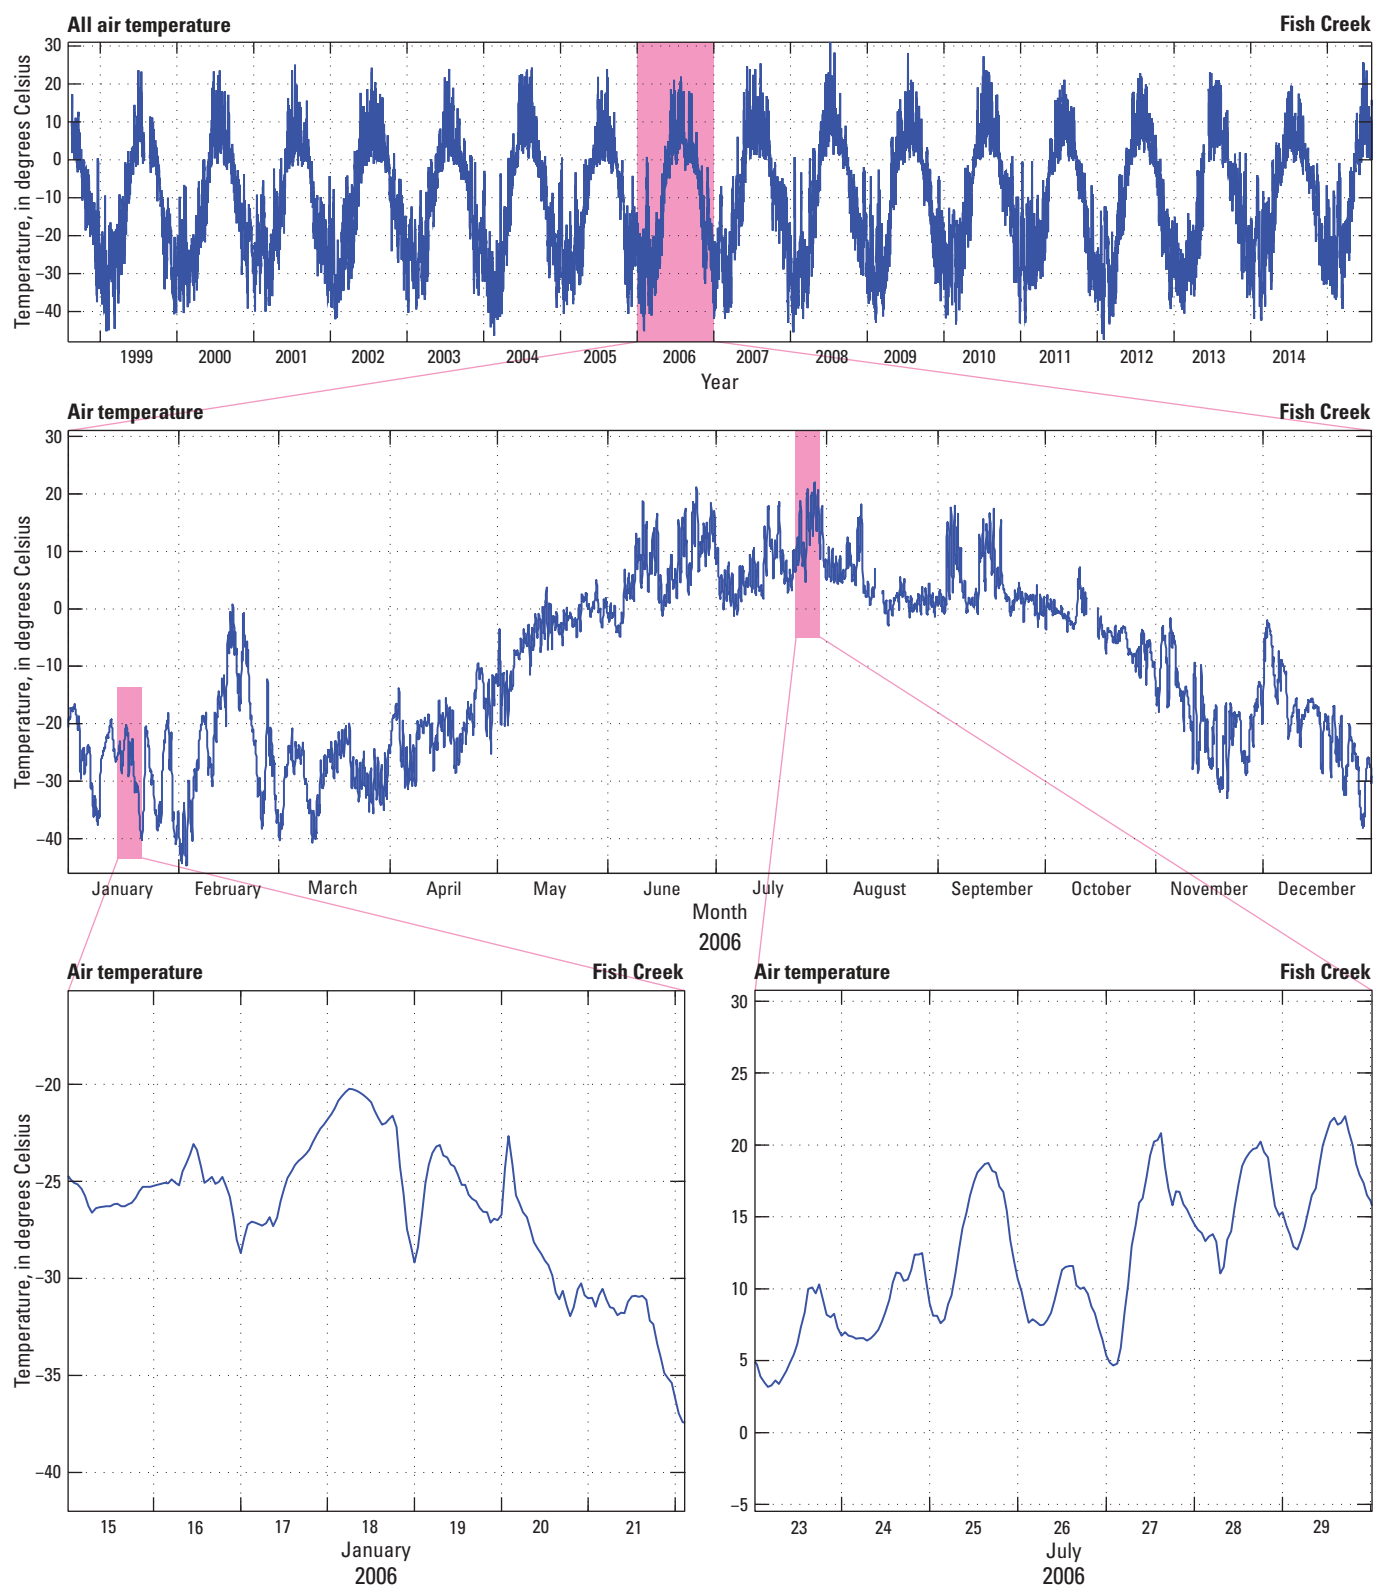 All air temperature Fish Creek
30
20
10
0
–10
–20
–30
–40
Temperature, in degrees Celsius
1999 2000 2001 2002 2003 2004 2005 2006 2007 2008 2009 2010 2011 2012 2013 2014
Year
Air temperature Fish Creek
30
20
10
0
–10
–20
–30
–40
Temperature, in degrees Celsius
January February March April May June July August September October November December
Month
2006
Air temperature Fish Creek
–20
–25
–30
–35
–40
Temperature, in degrees Celsius
15 16 17 18 19 20 21
January
2006
Air temperature Fish Creek
30
25
20
15
10
5
0
–5
23 24 25 26 27 28 29
July
2006